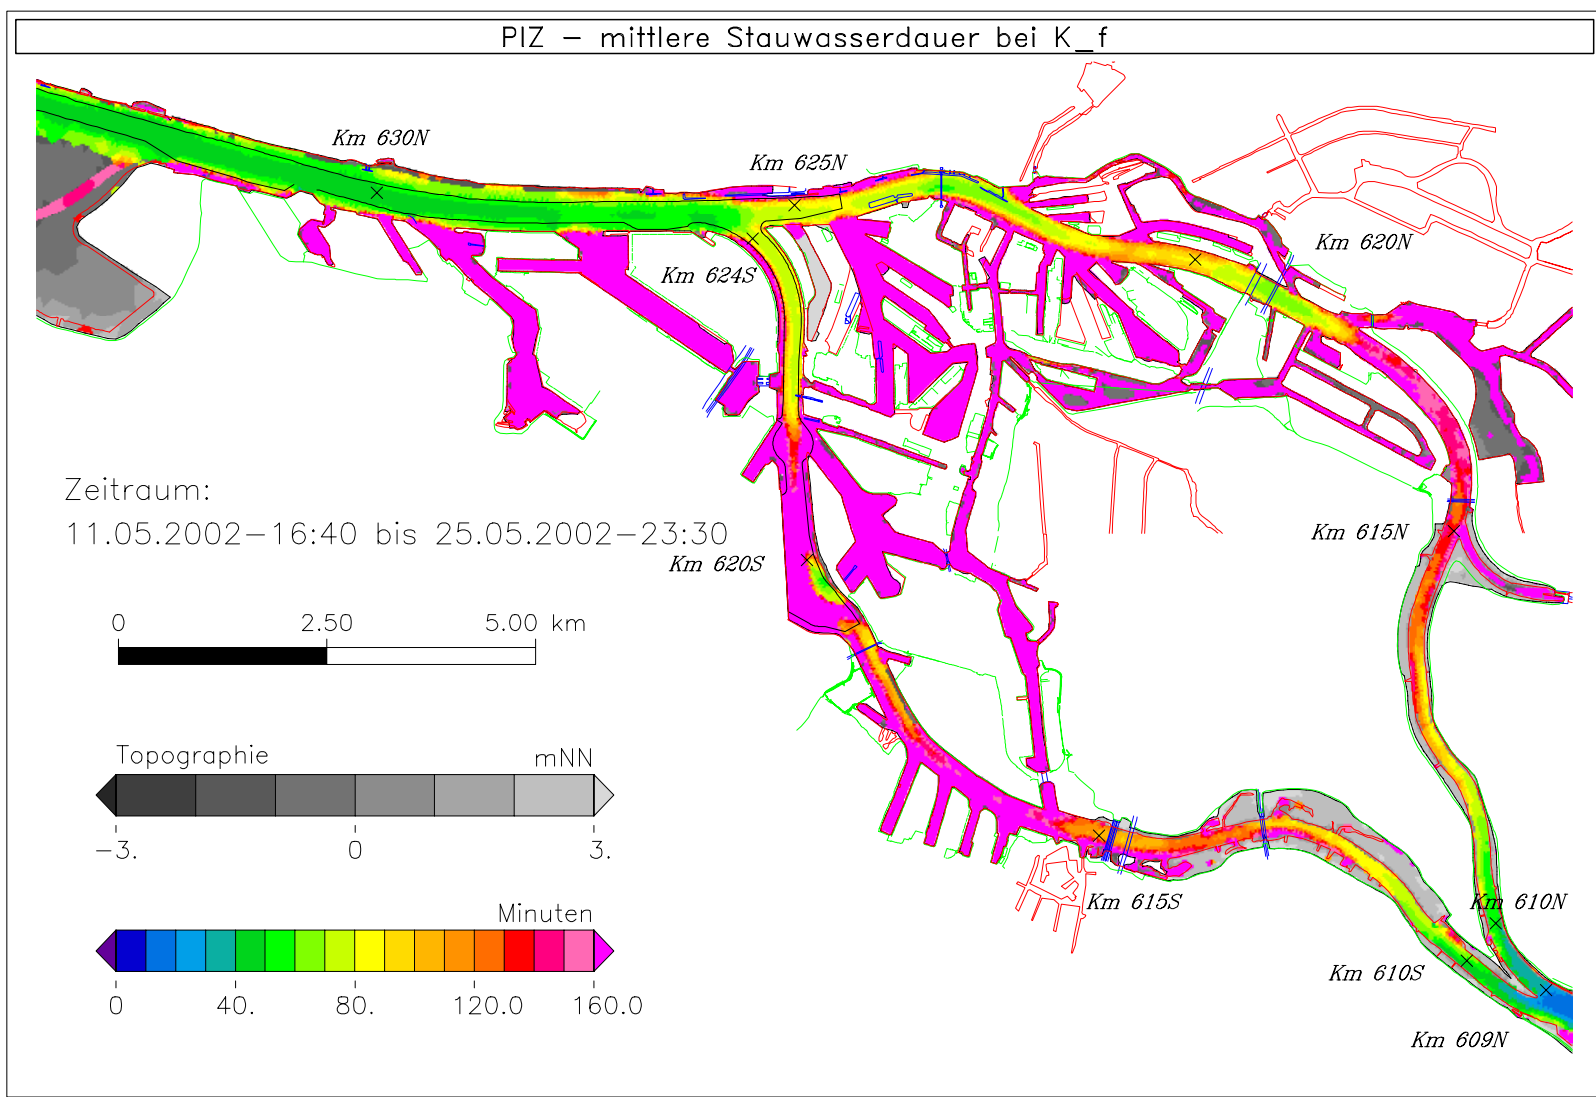 PIZ - mittlere Stauwasserdauer bei K_f
Km 630N
Km 625N
Km 620N
Km 624S
Zeitraum:
11.05.2002-16:40 bis 25.05.2002-23:30
Km 615N
Km 620S
0 2.50 5.00 km
Topographie mNN
-3. 0 3.
Km 615S
Km 610N
Minuten
Km 610S
0 40. 80. 120.0 160.0
Km 609N